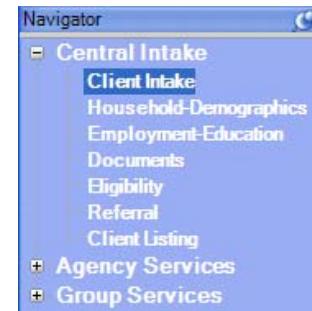 Navigator
Central Intake
Client Intake
Household-Demographics
Employment-Education
Documents
Eligibility
Referral
Client Listing
Agency Services
Group Services